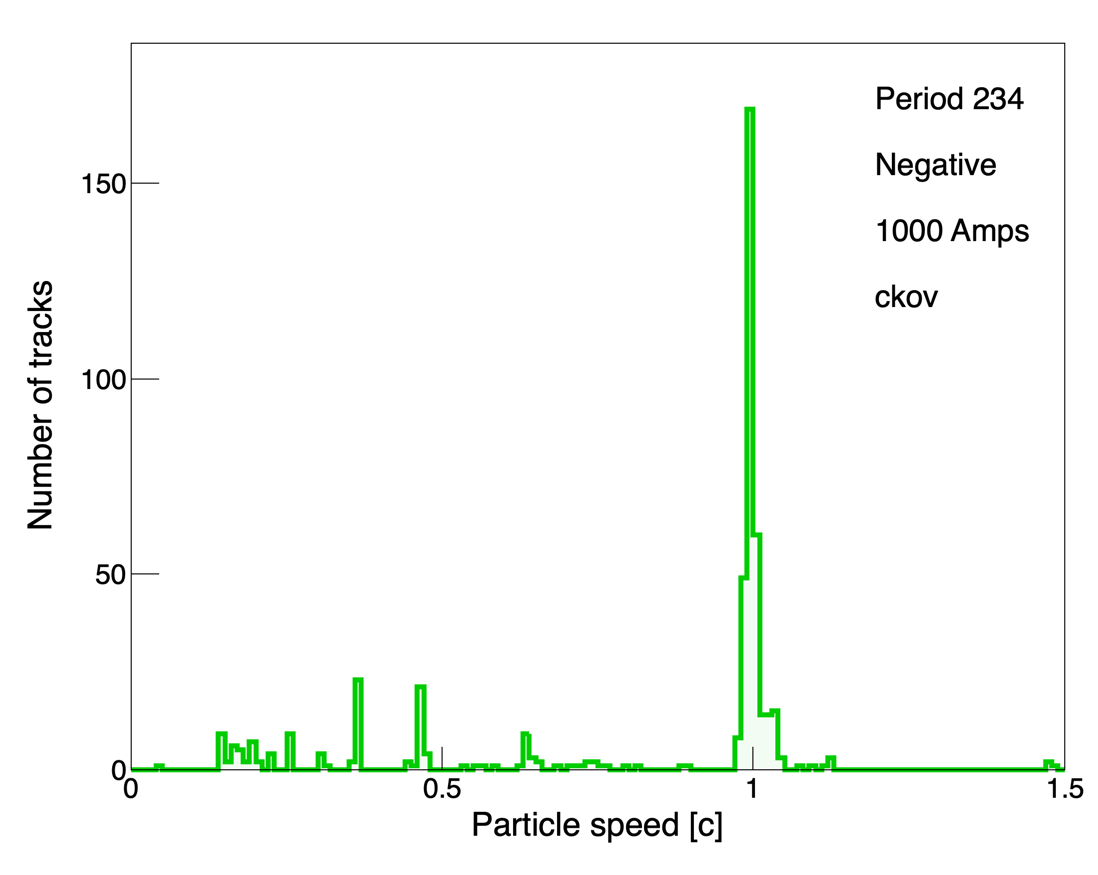 Period 234
Negative
1000 Amps
ckov
150
100
50
0
0
0.5
1
1.5
Number of tracks
Particle speed [c]